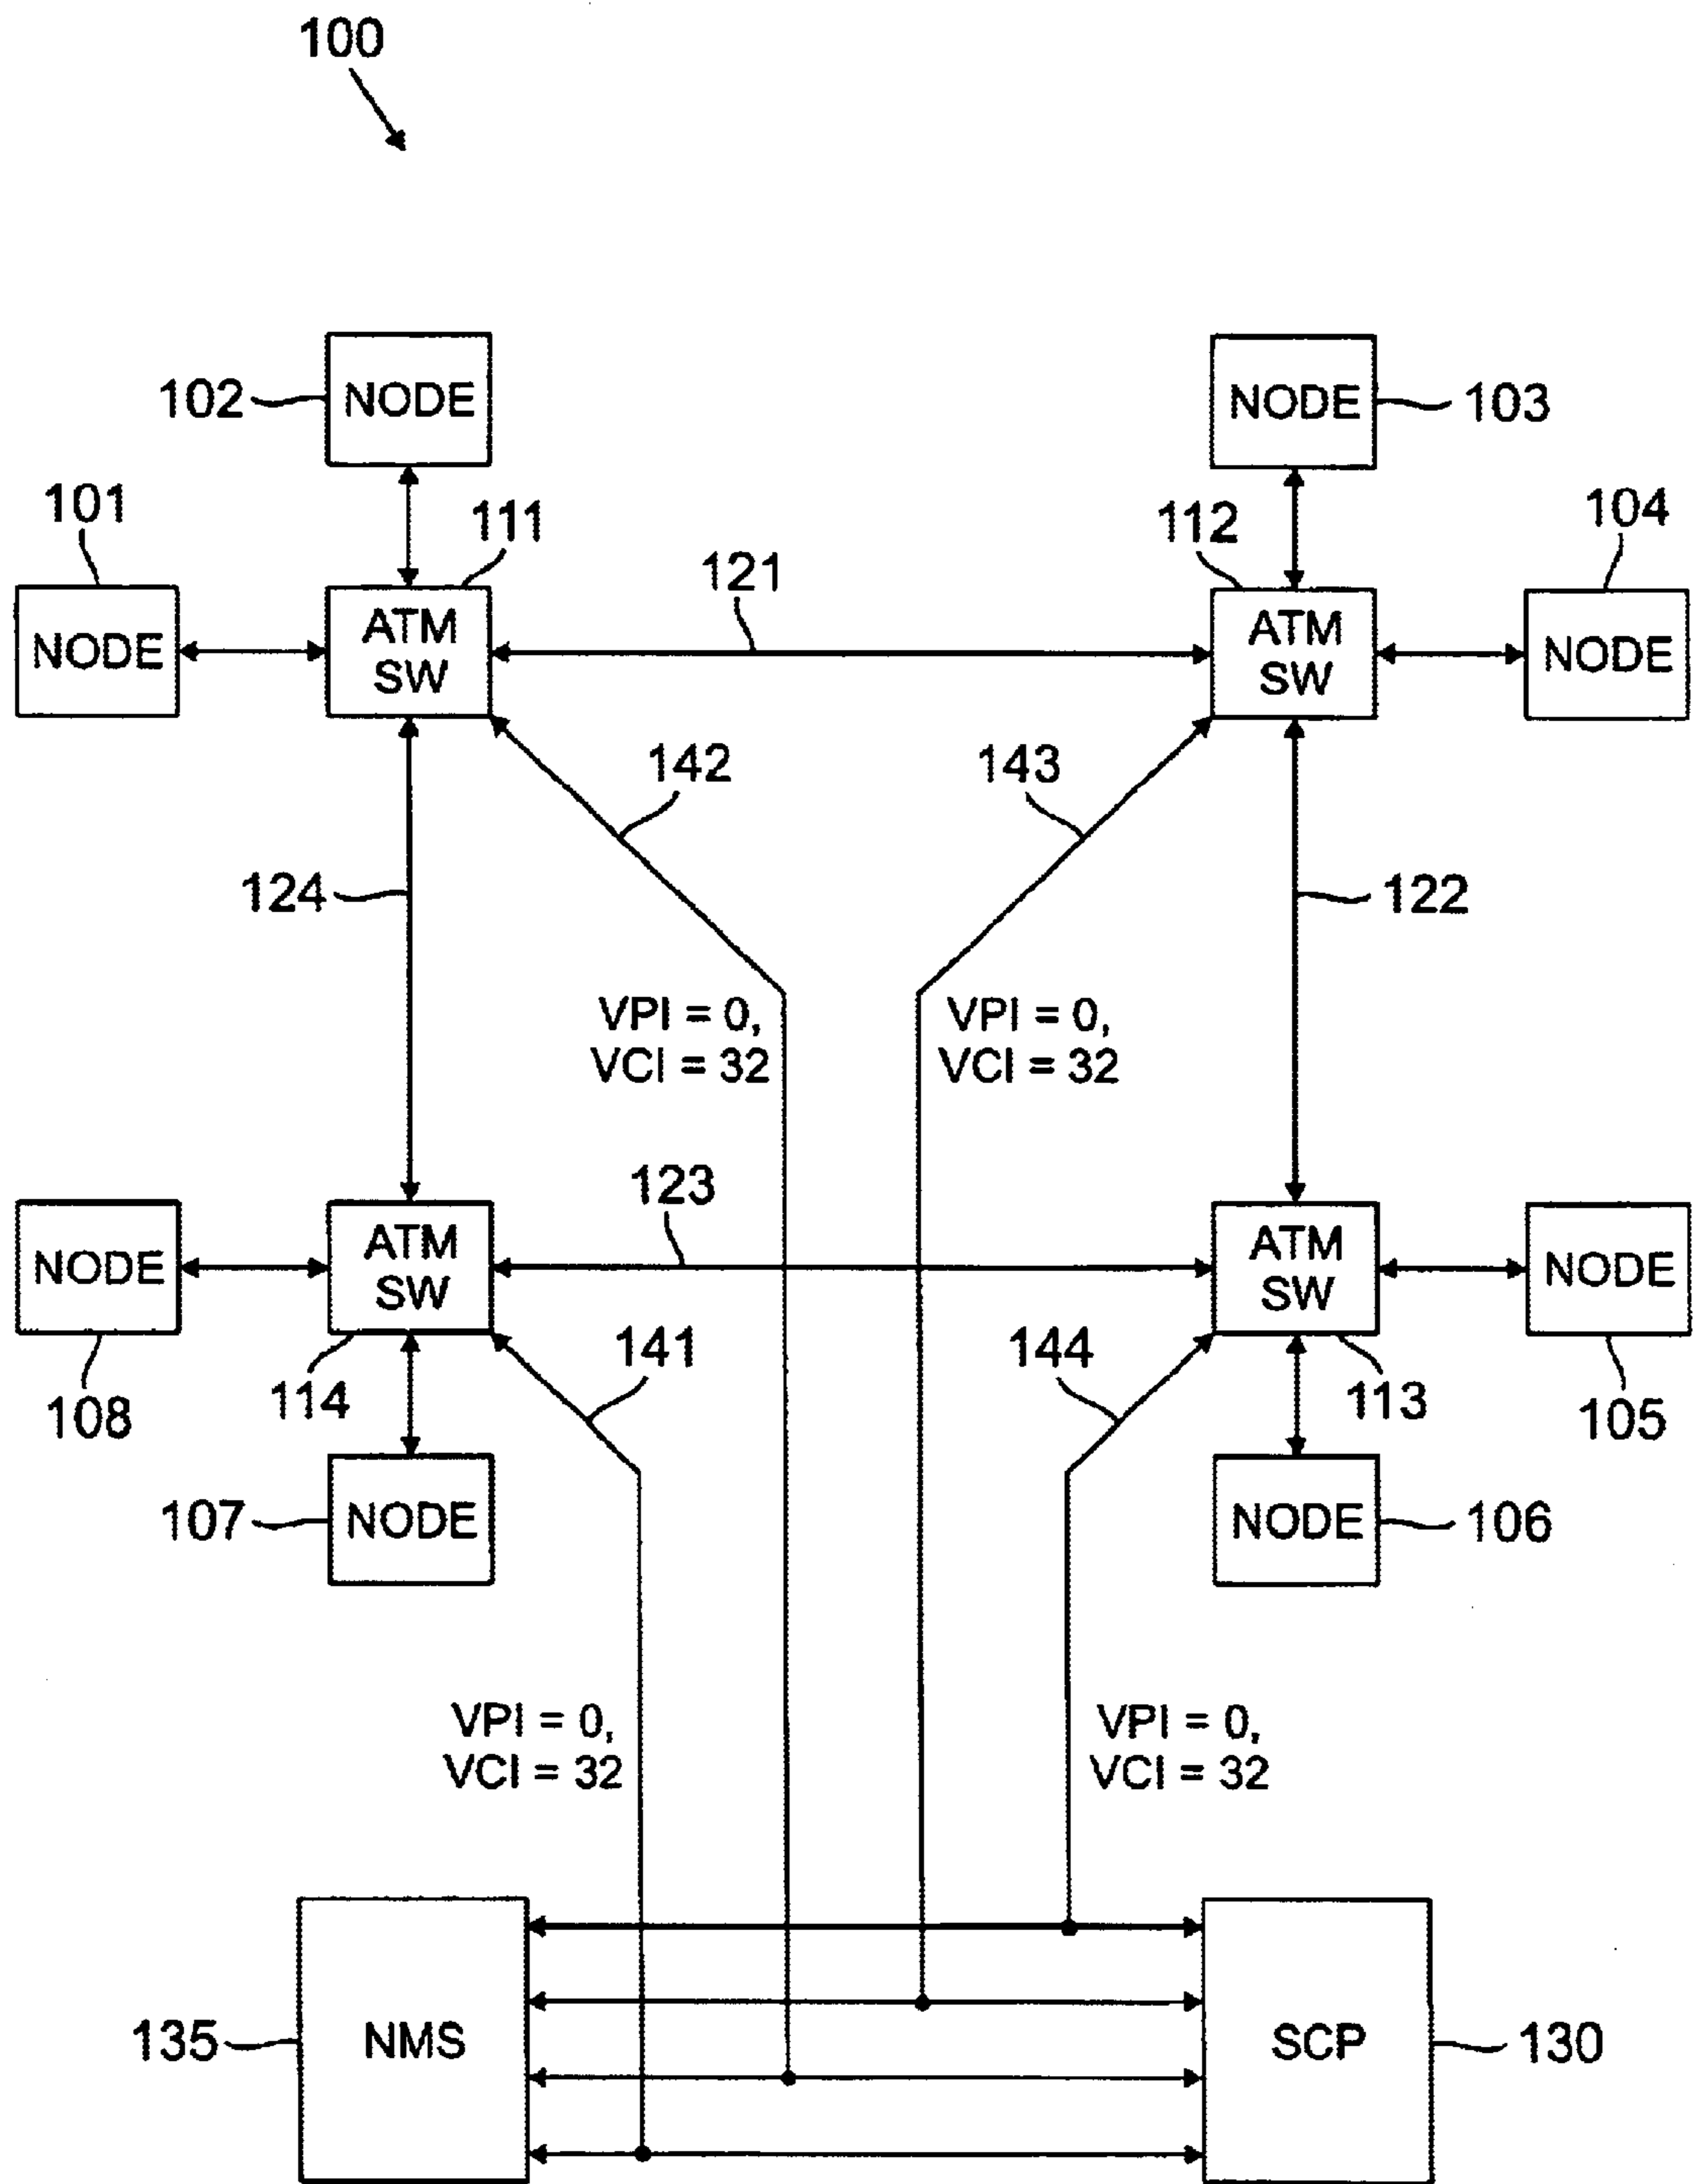 100
102
NODE
NODE
103
101
111
112
104
121
NODE
ATM
SW
ATM
SW
NODE
142
143
124
122
VPI = 0,
VCI = 32
VPI = 0,
VCI = 32
123
NODE
ATM
SW
ATM
SW
NODE
141
144
108
114
113
105
107
NODE
NODE
106
VPI = 0,
VCI = 32
VPI = 0,
VCI = 32
135
NMS
SCP
130